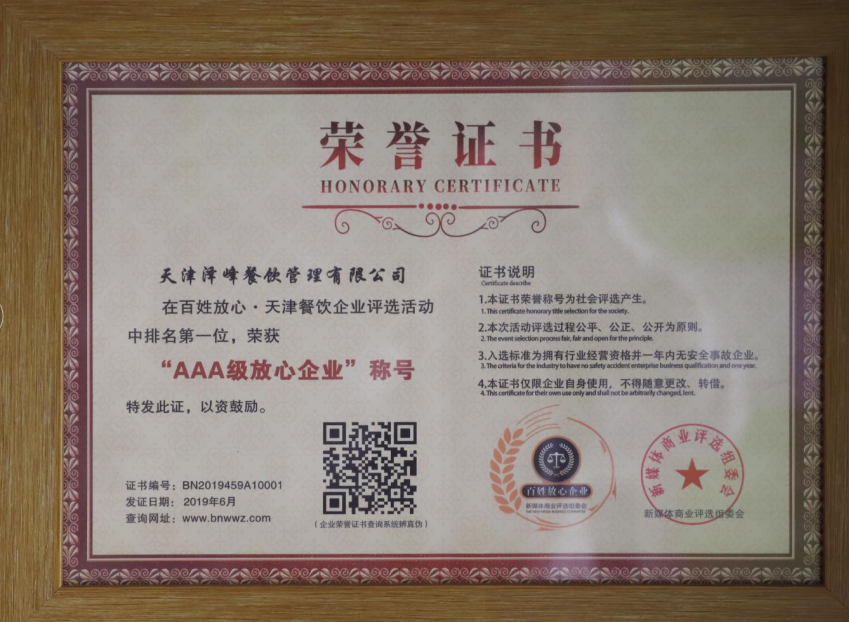 荣誉证书
HONORARY CERTIFICATE
天津泽峰餐饮管理有限公司
在百姓放心·天津餐饮企业评选活动
中排名第一位，荣获
“AAA级放心企业”称号
特发此证，以资鼓励。
证书编号：BN2019459A10001
发证日期：2019年6月
查询网址：www.bnwwz.com
（企业荣誉证书查询系统辨真伪）
证书说明
Certificate describe
1.本证书荣誉称号为社会评选产生。
1. This certificate honorary title selection for the society.
2.本次活动评选过程公平、公正、公开为原则。
2. The event selection process fair, fair and open for the principle.
3.入选标准为拥有行业经营资格并一年内无安全事故企业。
3. The criteria for the industry to have no safety accident enterprise business qualification and one year.
4.本证书仅限企业自身使用，不得随意更改、转借。
4. This certificate for their own use only and shall not be arbitrarily changed, lent.
百姓放心企业
新媒体商业评选组委会
新媒体商业评选组委会
新媒体商业评选组委会